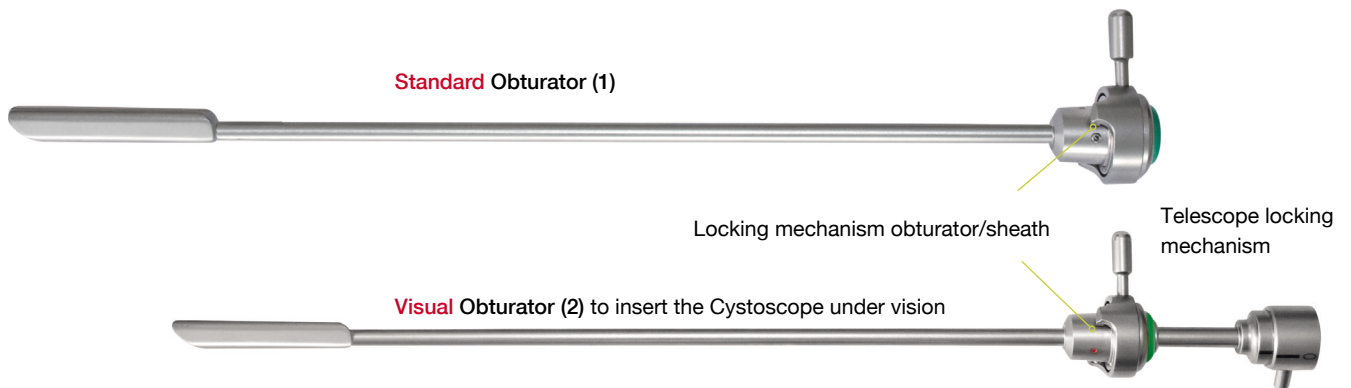 Standard Obturator (1)
Locking mechanism obturator/sheath
Telescope locking
mechanism
Visual Obturator (2) to insert the Cystoscope under vision